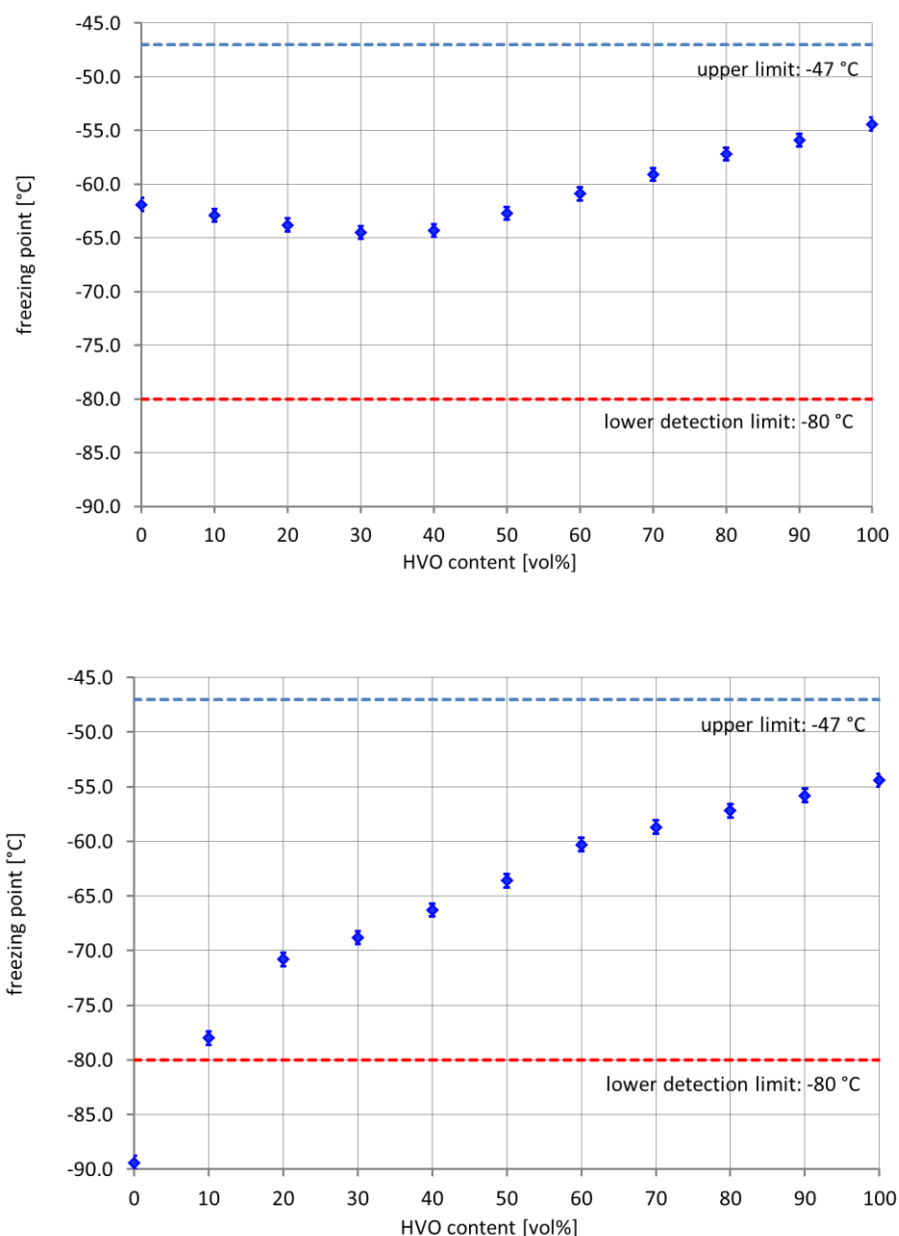 -45.0
-50.0
-55.0
-60.0
-65.0
-70.0
-75.0
-80.0
-85.0
-90.0
freezing point [°C]
upper limit: -47 °C
lower detection limit: -80 °C
0 10 20 30 40 50 60 70 80 90 100
HVO content [vol%]
-45.0
-50.0
-55.0
-60.0
-65.0
-70.0
-75.0
-80.0
-85.0
-90.0
freezing point [°C]
upper limit: -47 °C
lower detection limit: -80 °C
0 10 20 30 40 50 60 70 80 90 100
HVO content [vol%]